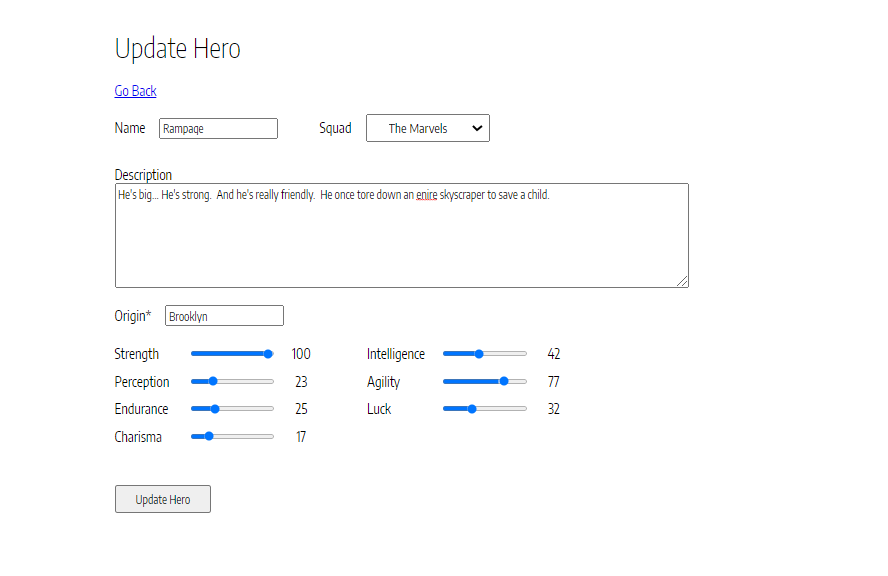 Update Hero
Go Back
Name Rampage Squad The Marvels
Description
He's big... He's strong. And he's really friendly. He once tore down an enire skyscraper to save a child.
Origin* Brooklyn
Strength 100 Intelligence 42
Perception 23 Agility 77
Endurance 25 Luck 32
Charisma 17
Update Hero